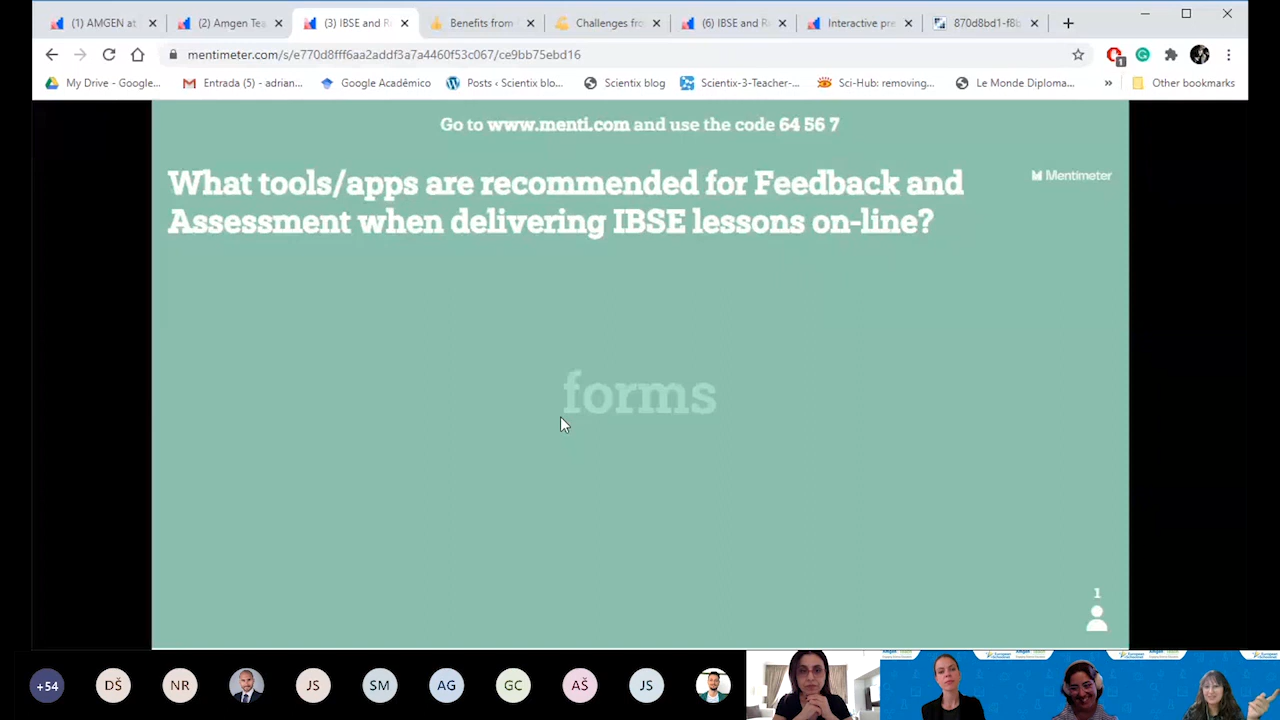 (1) AMGEN at
(2) Amgen Tea
(3) IBSE and R
Benefits from
Challenges fro
(6) IBSE and R
Interactive pre
870d8bd1-f8b
mentimeter.com/s/e770d8fff6aa2addf3a7a4460f53c067/ce9bb75ebd16
1
My Drive - Google...
Entrada (5) - adrian...
Google Acadêmico
Posts ‹ Scientix blo...
Scientix blog
Scientix-3-Teacher-...
Sci-Hub: removing...
Le Monde Diploma...
»
Other bookmarks
Go to www.menti.com and use the code 64 56 7
What tools/apps are recommended for Feedback and
Assessment when delivering IBSE lessons on-line?
Mentimeter
forms
1
+54
DS
NR
JS
SM
AG
GC
AŠ
JS